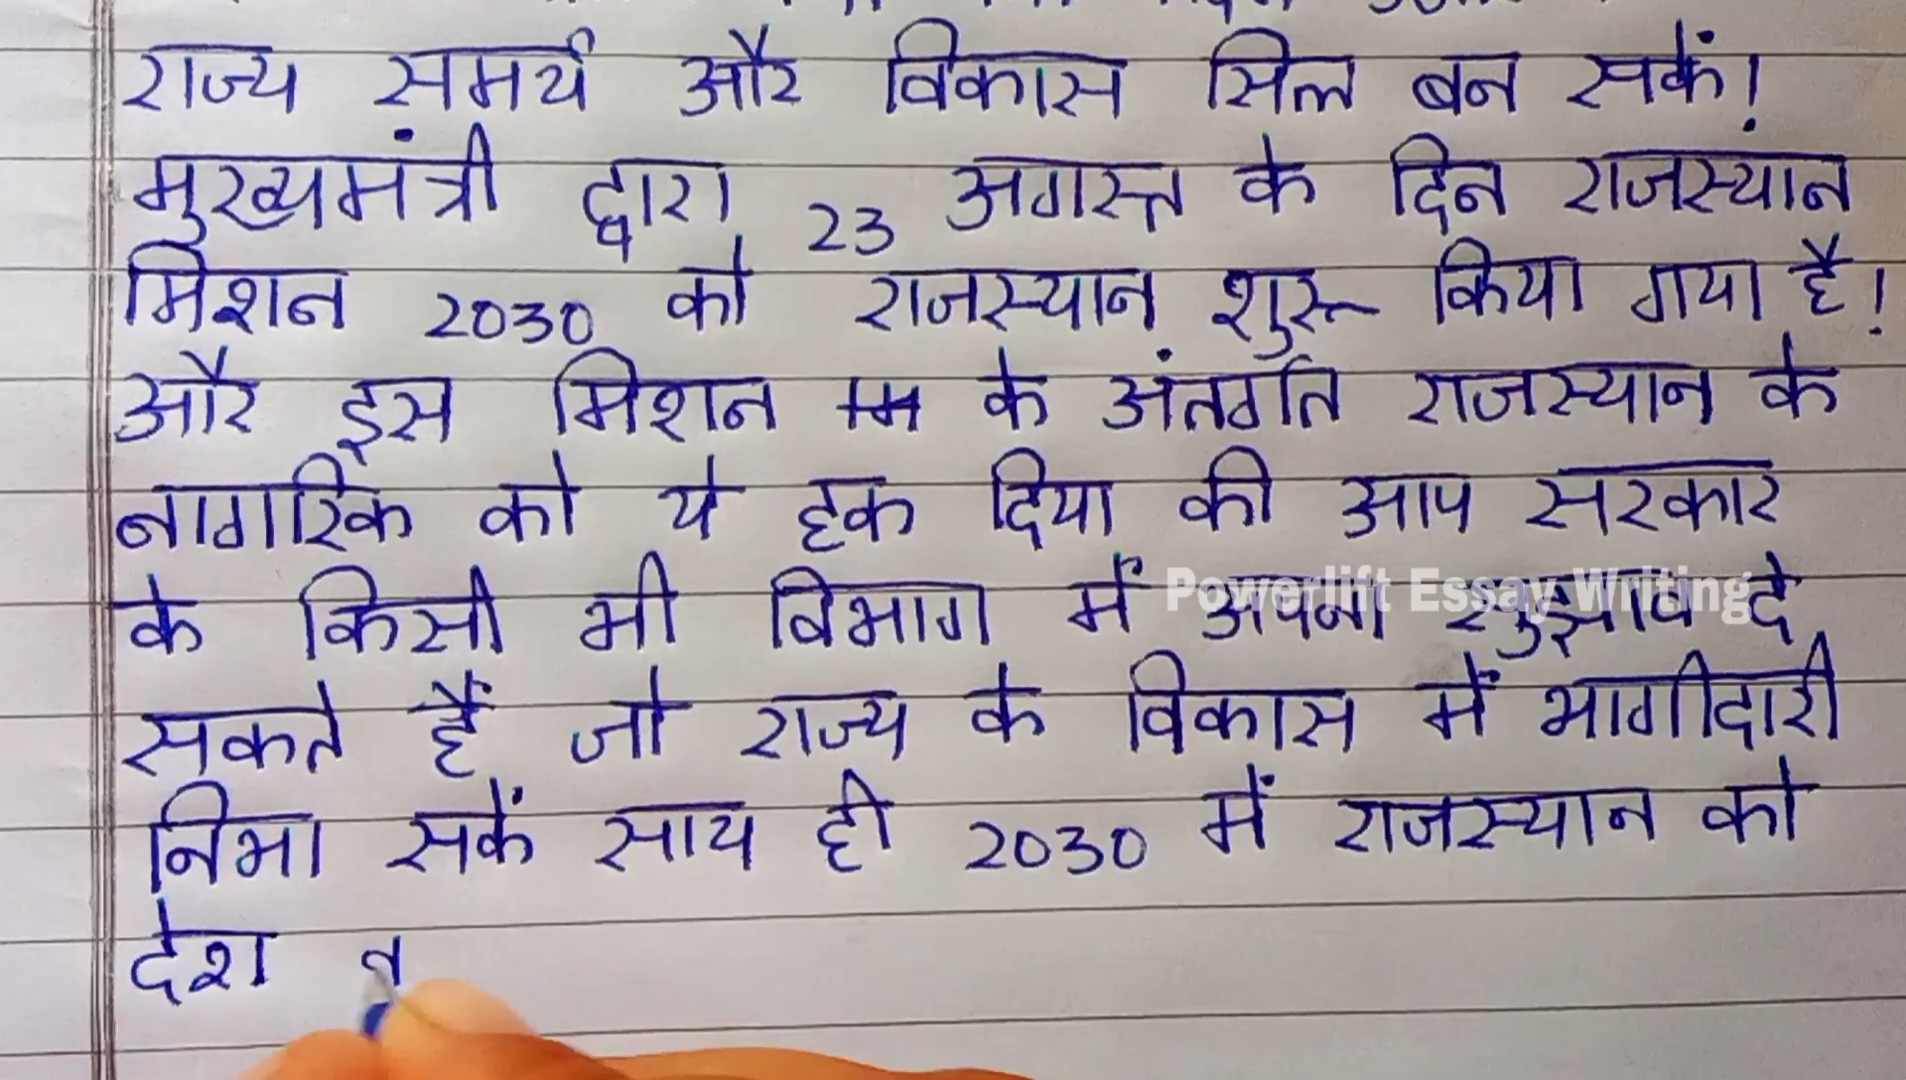 राज्य समर्थ और विकास सिल बन सकें!
मुख्यमंत्री द्वारा 23 अगस्त के दिन राजस्थान
मिशन 2030 को राजस्थान शुरू किया गया है!
और इस मिशन के अंतर्गत राजस्थान के
नागरिक को ये हक दिया की आप सरकार
के किसी भी विभाग में अपना सुझाव दे
Powerlift Essay Writing
सकते हैं जो राज्य के विकास में भागीदारी
निभा सकें साथ ही 2030 में राजस्थान को
देश